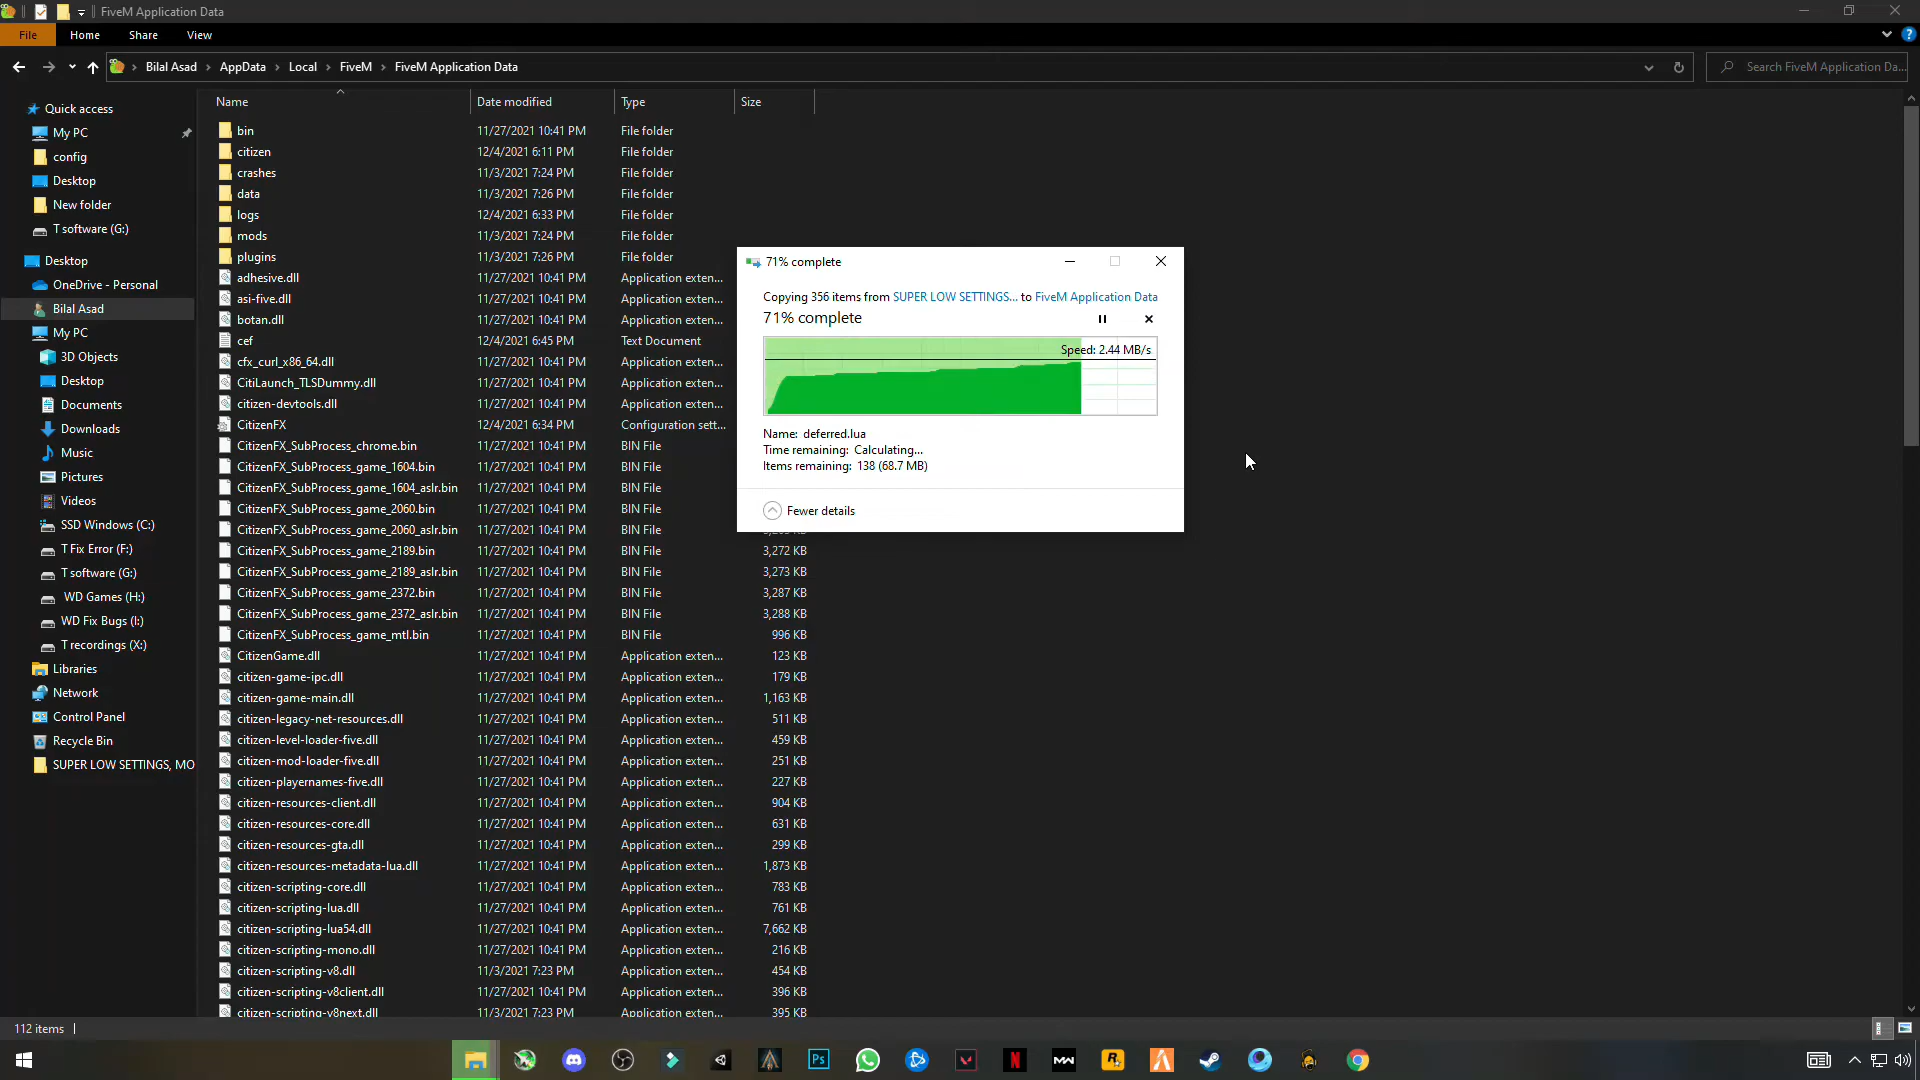 FiveM Application Data
File Home Share View
Bilal Asad AppData Local FiveM FiveM Application Data
Search FiveM Application Da...
Quick access
My PC
config
Desktop
New folder
T software (G:)
Desktop
OneDrive - Personal
Bilal Asad
My PC
3D Objects
Desktop
Documents
Downloads
Music
Pictures
Videos
SSD Windows (C:)
T Fix Error (F:)
T software (G:)
WD Games (H:)
WD Fix Bugs (I:)
T recordings (X:)
Libraries
Network
Control Panel
Recycle Bin
SUPER LOW SETTINGS, MO
Name Date modified Type Size
bin 11/27/2021 10:41 PM File folder
citizen 12/4/2021 6:11 PM File folder
crashes 11/3/2021 7:24 PM File folder
data 11/3/2021 7:26 PM File folder
logs 12/4/2021 6:33 PM File folder
mods 11/3/2021 7:24 PM File folder
plugins 11/3/2021 7:26 PM File folder
adhesive.dll 11/27/2021 10:41 PM Application exten...
asi-five.dll 11/27/2021 10:41 PM Application exten...
botan.dll 11/27/2021 10:41 PM Application exten...
cef 12/4/2021 6:45 PM Text Document
cfx_curl_x86_64.dll 11/27/2021 10:41 PM Application exten...
CitiLaunch_TLSDummy.dll 11/27/2021 10:41 PM Application exten...
citizen-devtools.dll 11/27/2021 10:41 PM Application exten...
CitizenFX 12/4/2021 6:34 PM Configuration sett...
CitizenFX_SubProcess_chrome.bin 11/27/2021 10:41 PM BIN File
CitizenFX_SubProcess_game_1604.bin 11/27/2021 10:41 PM BIN File
CitizenFX_SubProcess_game_1604_aslr.bin 11/27/2021 10:41 PM BIN File
CitizenFX_SubProcess_game_2060.bin 11/27/2021 10:41 PM BIN File
CitizenFX_SubProcess_game_2060_aslr.bin 11/27/2021 10:41 PM BIN File
CitizenFX_SubProcess_game_2189.bin 11/27/2021 10:41 PM BIN File 3,272 KB
CitizenFX_SubProcess_game_2189_aslr.bin 11/27/2021 10:41 PM BIN File 3,273 KB
CitizenFX_SubProcess_game_2372.bin 11/27/2021 10:41 PM BIN File 3,287 KB
CitizenFX_SubProcess_game_2372_aslr.bin 11/27/2021 10:41 PM BIN File 3,288 KB
CitizenFX_SubProcess_game_mtl.bin 11/27/2021 10:41 PM BIN File 996 KB
CitizenGame.dll 11/27/2021 10:41 PM Application exten... 123 KB
citizen-game-ipc.dll 11/27/2021 10:41 PM Application exten... 179 KB
citizen-game-main.dll 11/27/2021 10:41 PM Application exten... 1,163 KB
citizen-legacy-net-resources.dll 11/27/2021 10:41 PM Application exten... 511 KB
citizen-level-loader-five.dll 11/27/2021 10:41 PM Application exten... 459 KB
citizen-mod-loader-five.dll 11/27/2021 10:41 PM Application exten... 251 KB
citizen-playernames-five.dll 11/27/2021 10:41 PM Application exten... 227 KB
citizen-resources-client.dll 11/27/2021 10:41 PM Application exten... 904 KB
citizen-resources-core.dll 11/27/2021 10:41 PM Application exten... 631 KB
citizen-resources-gta.dll 11/27/2021 10:41 PM Application exten... 299 KB
citizen-resources-metadata-lua.dll 11/27/2021 10:41 PM Application exten... 1,873 KB
citizen-scripting-core.dll 11/27/2021 10:41 PM Application exten... 783 KB
citizen-scripting-lua.dll 11/27/2021 10:41 PM Application exten... 761 KB
citizen-scripting-lua54.dll 11/27/2021 10:41 PM Application exten... 7,662 KB
citizen-scripting-mono.dll 11/27/2021 10:41 PM Application exten... 216 KB
citizen-scripting-v8.dll 11/3/2021 7:23 PM Application exten... 454 KB
citizen-scripting-v8client.dll 11/27/2021 10:41 PM Application exten... 396 KB
citizen-scripting-v8next.dll 11/3/2021 7:23 PM Application exten... 395 KB
71% complete
Copying 356 items from SUPER LOW SETTINGS... to FiveM Application Data
71% complete
Speed: 2.44 MB/s
Name: deferred.lua
Time remaining: Calculating...
Items remaining: 138 (68.7 MB)
Fewer details
112 items
Ps